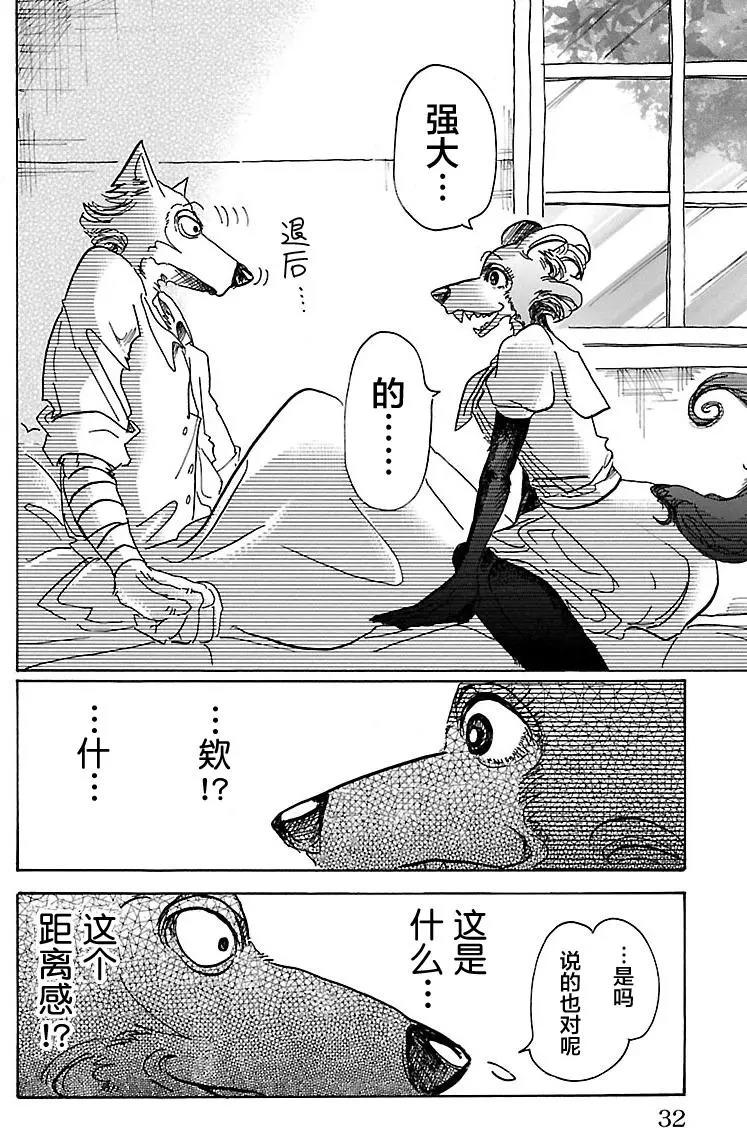 强
大
…
退
后…
的
……
…欸!?
…什…
…是吗
说的也对呢
这是
什么…
这个
距离感!?
32